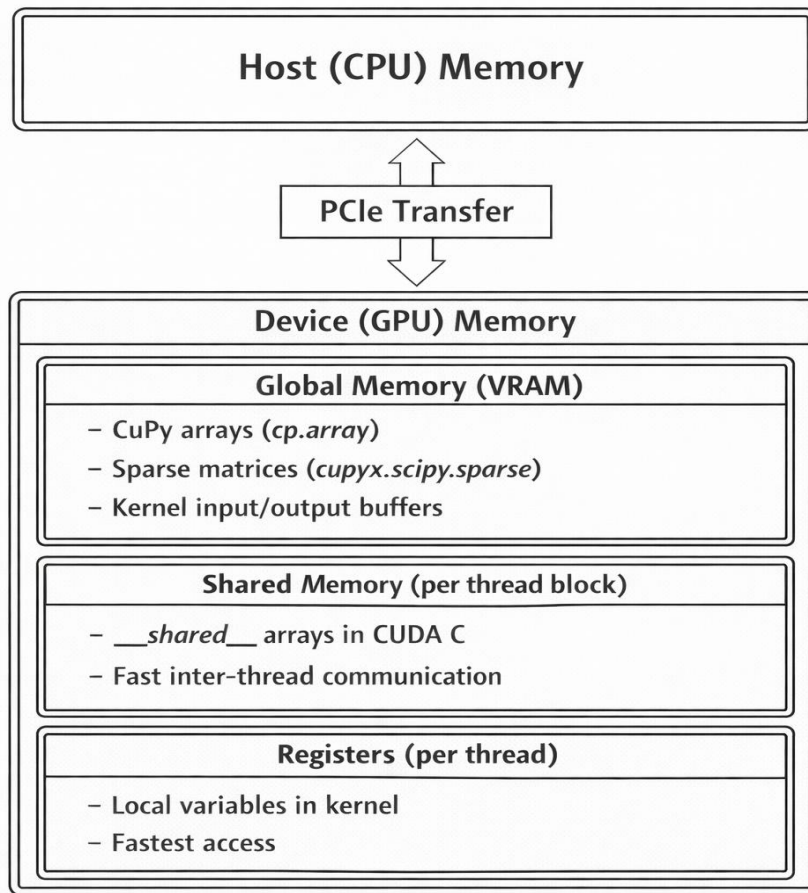 Host (CPU) Memory
PCIe Transfer
Device (GPU) Memory
Global Memory (VRAM)
– CuPy arrays (cp.array)
– Sparse matrices (cupyx.scipy.sparse)
– Kernel input/output buffers
Shared Memory (per thread block)
– __shared__ arrays in CUDA C
– Fast inter-thread communication
Registers (per thread)
– Local variables in kernel
– Fastest access